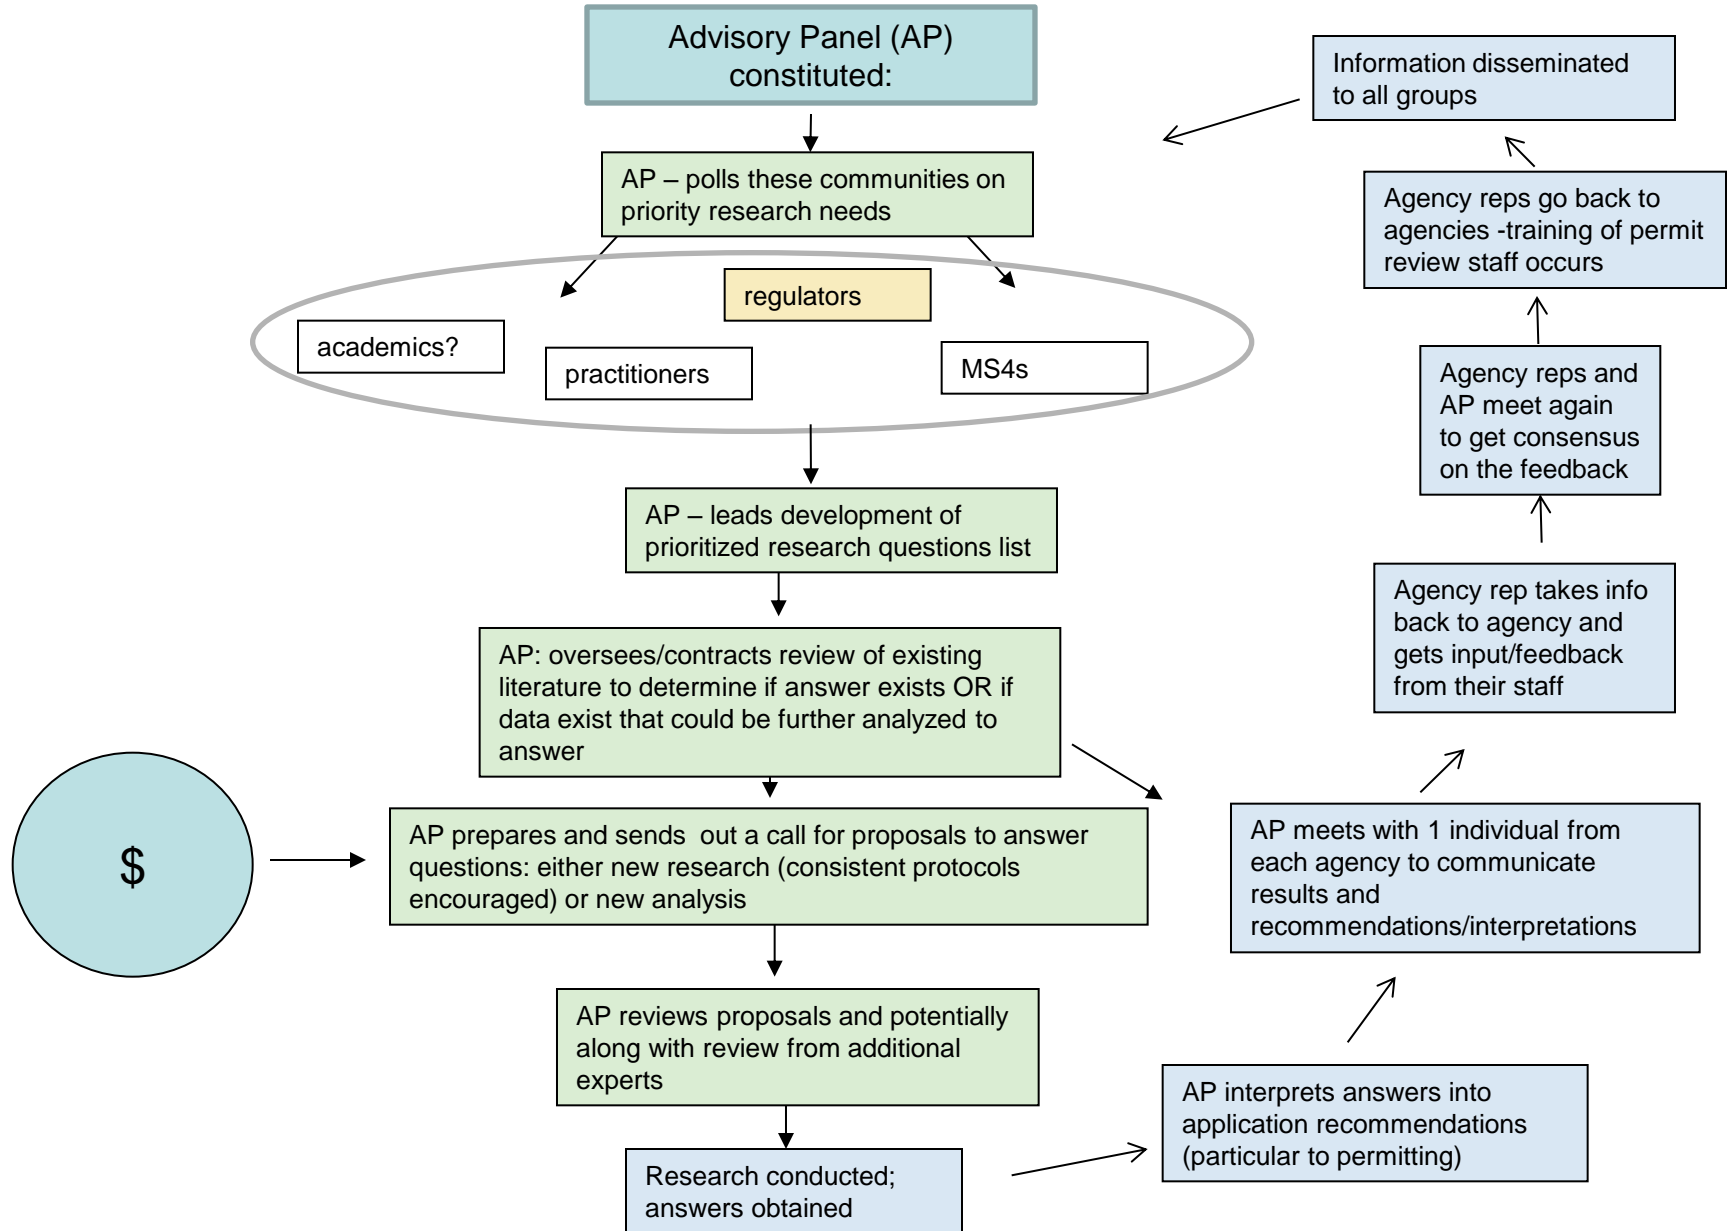 Advisory Panel (AP)
constituted:
AP – polls these communities on
priority research needs
regulators
academics?
practitioners
MS4s
AP – leads development of
prioritized research questions list
AP: oversees/contracts review of existing
literature to determine if answer exists OR if
data exist that could be further analyzed to
answer
$
AP prepares and sends  out a call for proposals to answer
questions: either new research (consistent protocols
encouraged) or new analysis
AP reviews proposals and potentially
along with review from additional
experts
Research conducted;
answers obtained
AP interprets answers into
application recommendations
(particular to permitting)
AP meets with 1 individual from
each agency to communicate
results and
recommendations/interpretations
Agency rep takes info
back to agency and
gets input/feedback
from their staff
Agency reps and
AP meet again
to get consensus
on the feedback
Agency reps go back to
agencies -training of permit
review staff occurs
Information disseminated
to all groups